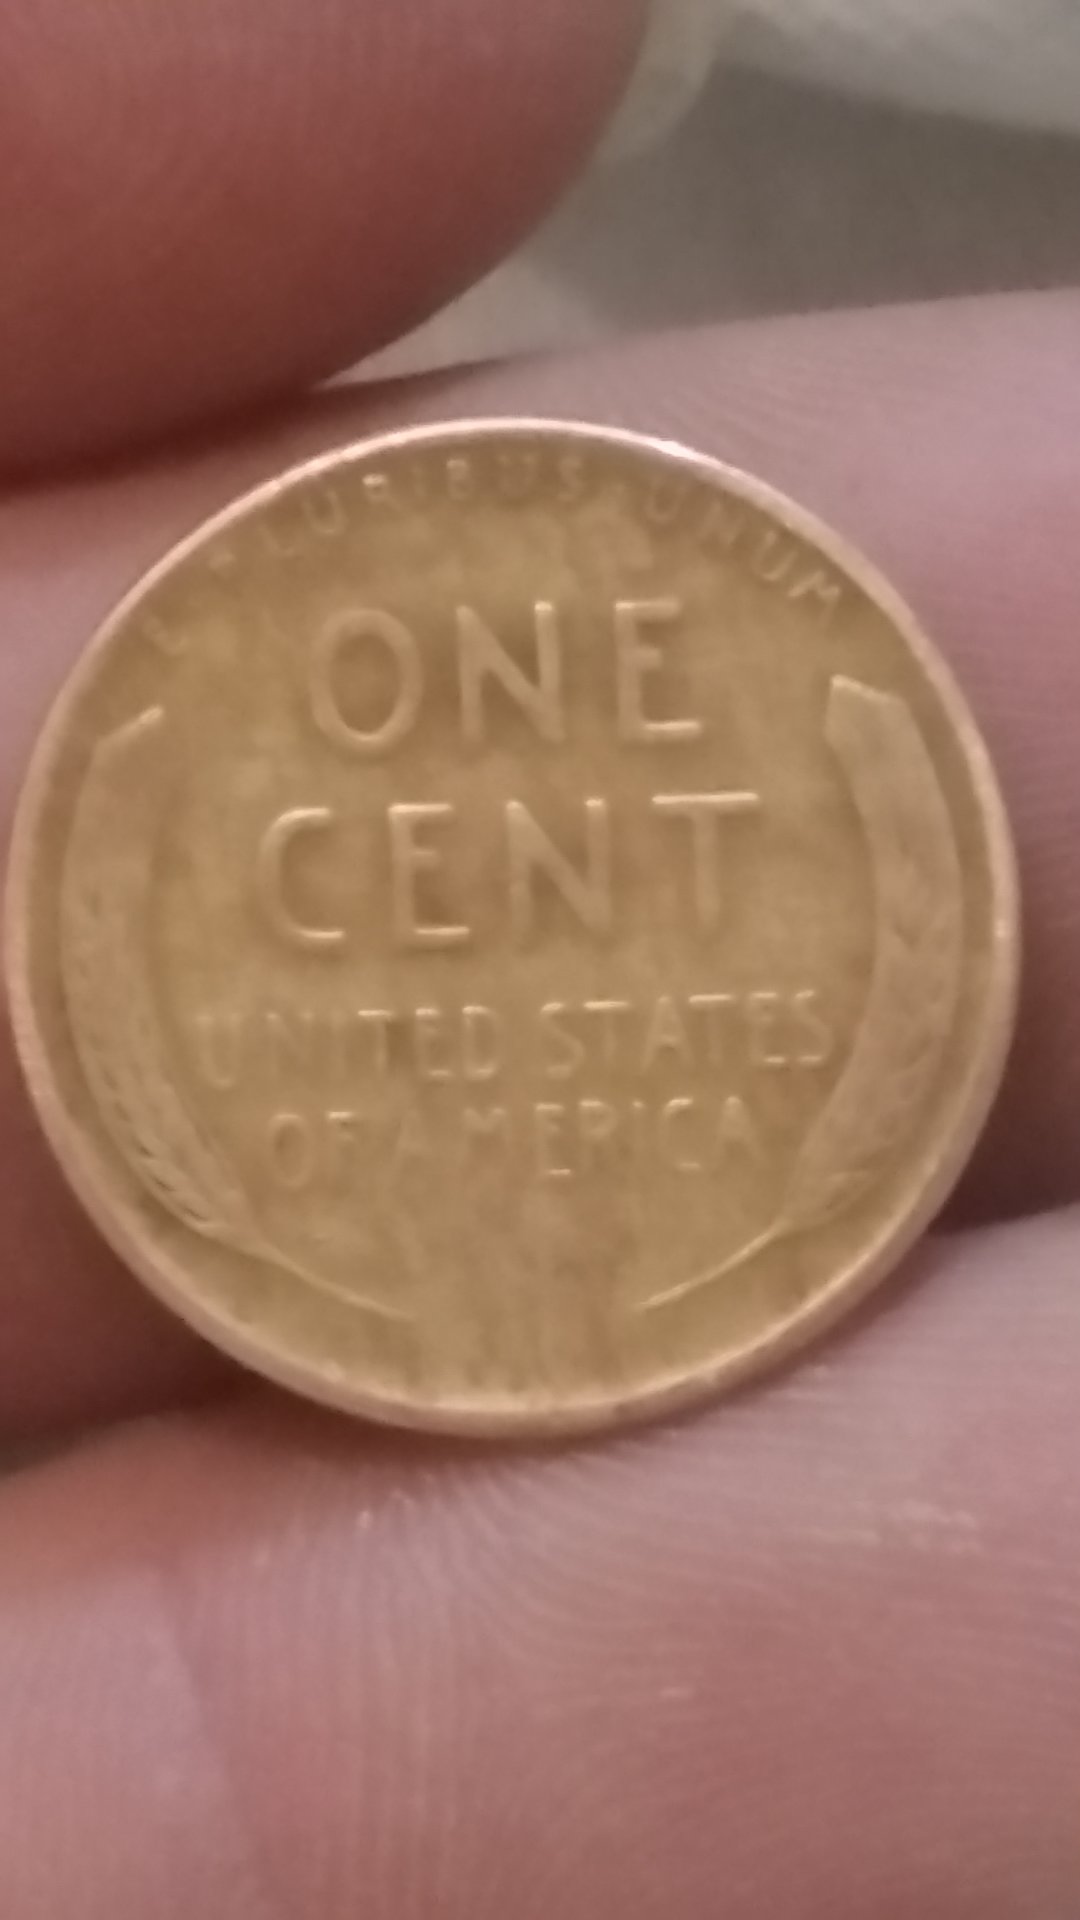 E PLURIBUS UNUM
ONE
CENT
UNITED STATES
OF AMERICA